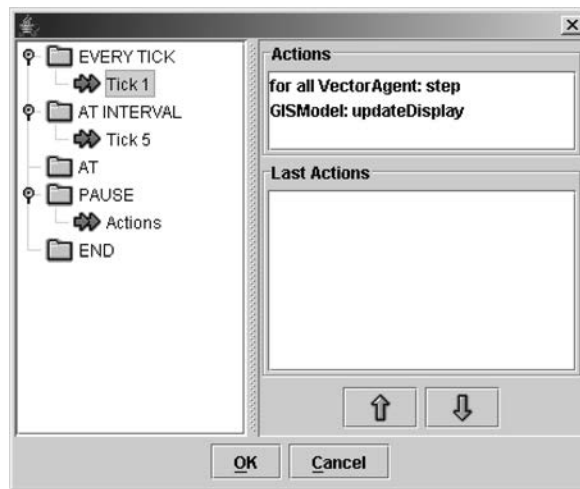 EVERY TICK
Tick 1
AT INTERVAL
Tick 5
AT
PAUSE
Actions
END
Actions
for all VectorAgent: step
GISModel: updateDisplay
Last Actions
OK
Cancel